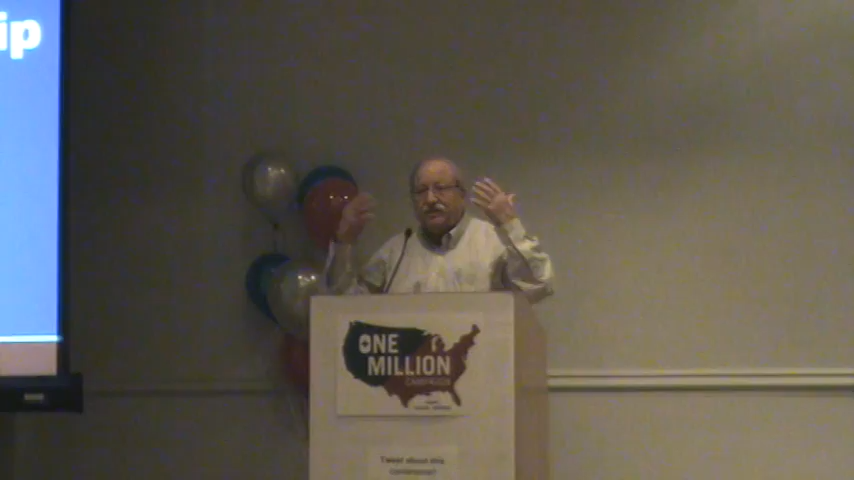 ip
ONE
MILLION
CAMPAIGN
Tweet about this
conference!